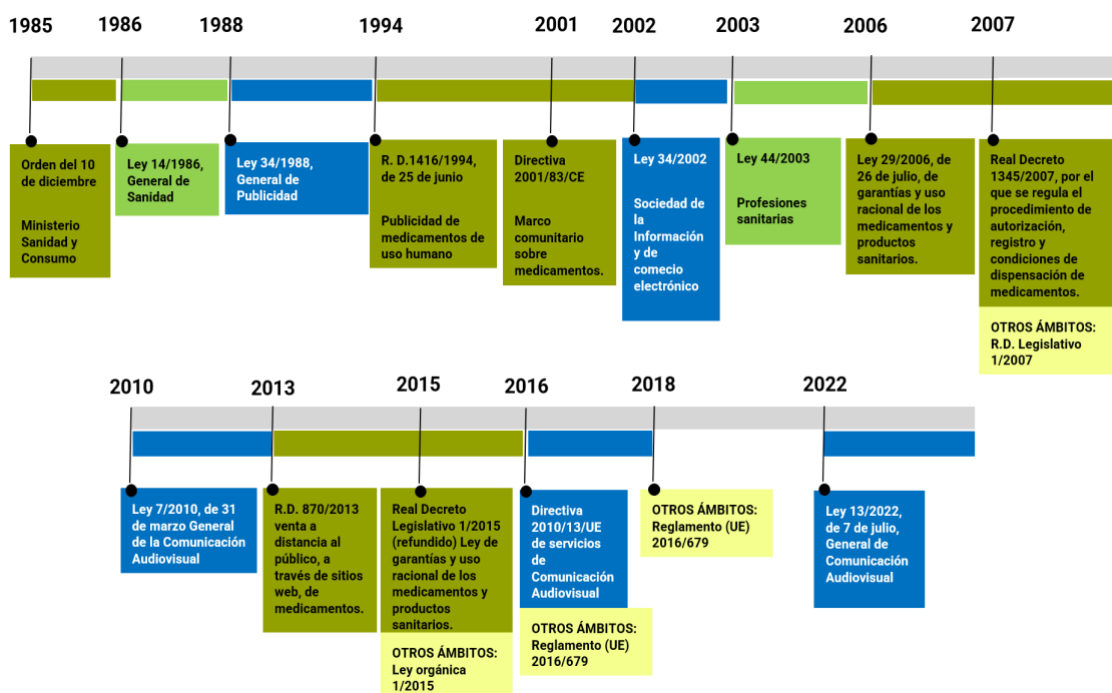 1985
1986
1988
1994
2001
2002
2003
2006
2007
Orden del 10
de diciembre
Ministerio
Sanidad y
Consumo
Ley 14/1986,
General de
Sanidad
Ley 34/1988,
General de
Publicidad
R. D.1416/1994,
de 25 de junio
Publicidad de
medicamentos de
uso humano
Directiva
2001/83/CE
Marco
comunitario
sobre
medicamentos.
Ley 34/2002
Sociedad de
la
Información
y de
comecio
electrónico
Ley 44/2003
Profesiones
sanitarias
Ley 29/2006, de
26 de julio, de
garantías y uso
racional de los
medicamentos y
productos
sanitarios.
Real Decreto
1345/2007, por el
que se regula el
procedimiento de
autorización,
registro y
condiciones de
dispensación de
medicamentos.
OTROS ÁMBITOS:
R.D. Legislativo
1/2007
2010
2013
2015
2016
2018
2022
Ley 7/2010, de 31
de marzo General
de la Comunicación
Audiovisual
R.D. 870/2013
venta a
distancia al
público, a
través de sitios
web, de
medicamentos.
Real Decreto
Legislativo 1/2015
(refundido) Ley de
garantías y uso
racional de los
medicamentos y
productos
sanitarios.
OTROS ÁMBITOS:
Ley orgánica
1/2015
Directiva
2010/13/UE
de servicios
de
Comunicación
Audiovisual
OTROS ÁMBITOS:
Reglamento (UE)
2016/679
OTROS ÁMBITOS:
Reglamento (UE)
2016/679
Ley 13/2022,
de 7 de julio,
General de
Comunicación
Audiovisual